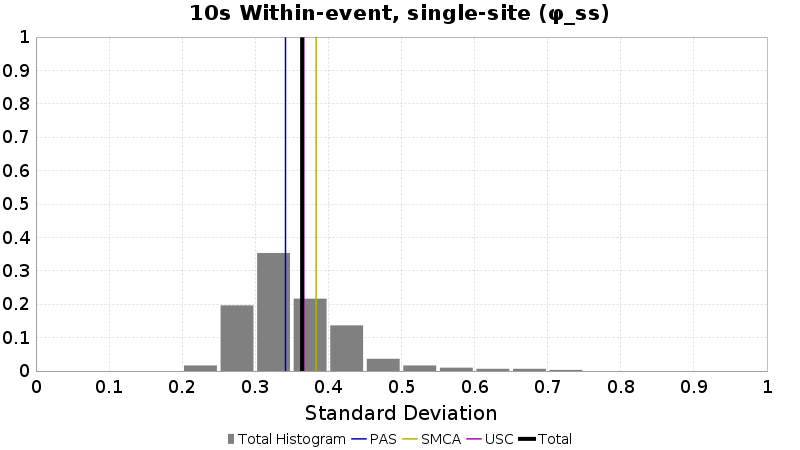 10s Within-event, single-site (φ_ss)
1
0.9
0.8
0.7
0.6
0.5
0.4
0.3
0.2
0.1
0
0 0.1 0.2 0.3 0.4 0.5 0.6 0.7 0.8 0.9 1
Standard Deviation
Total Histogram PAS SMCA USC Total